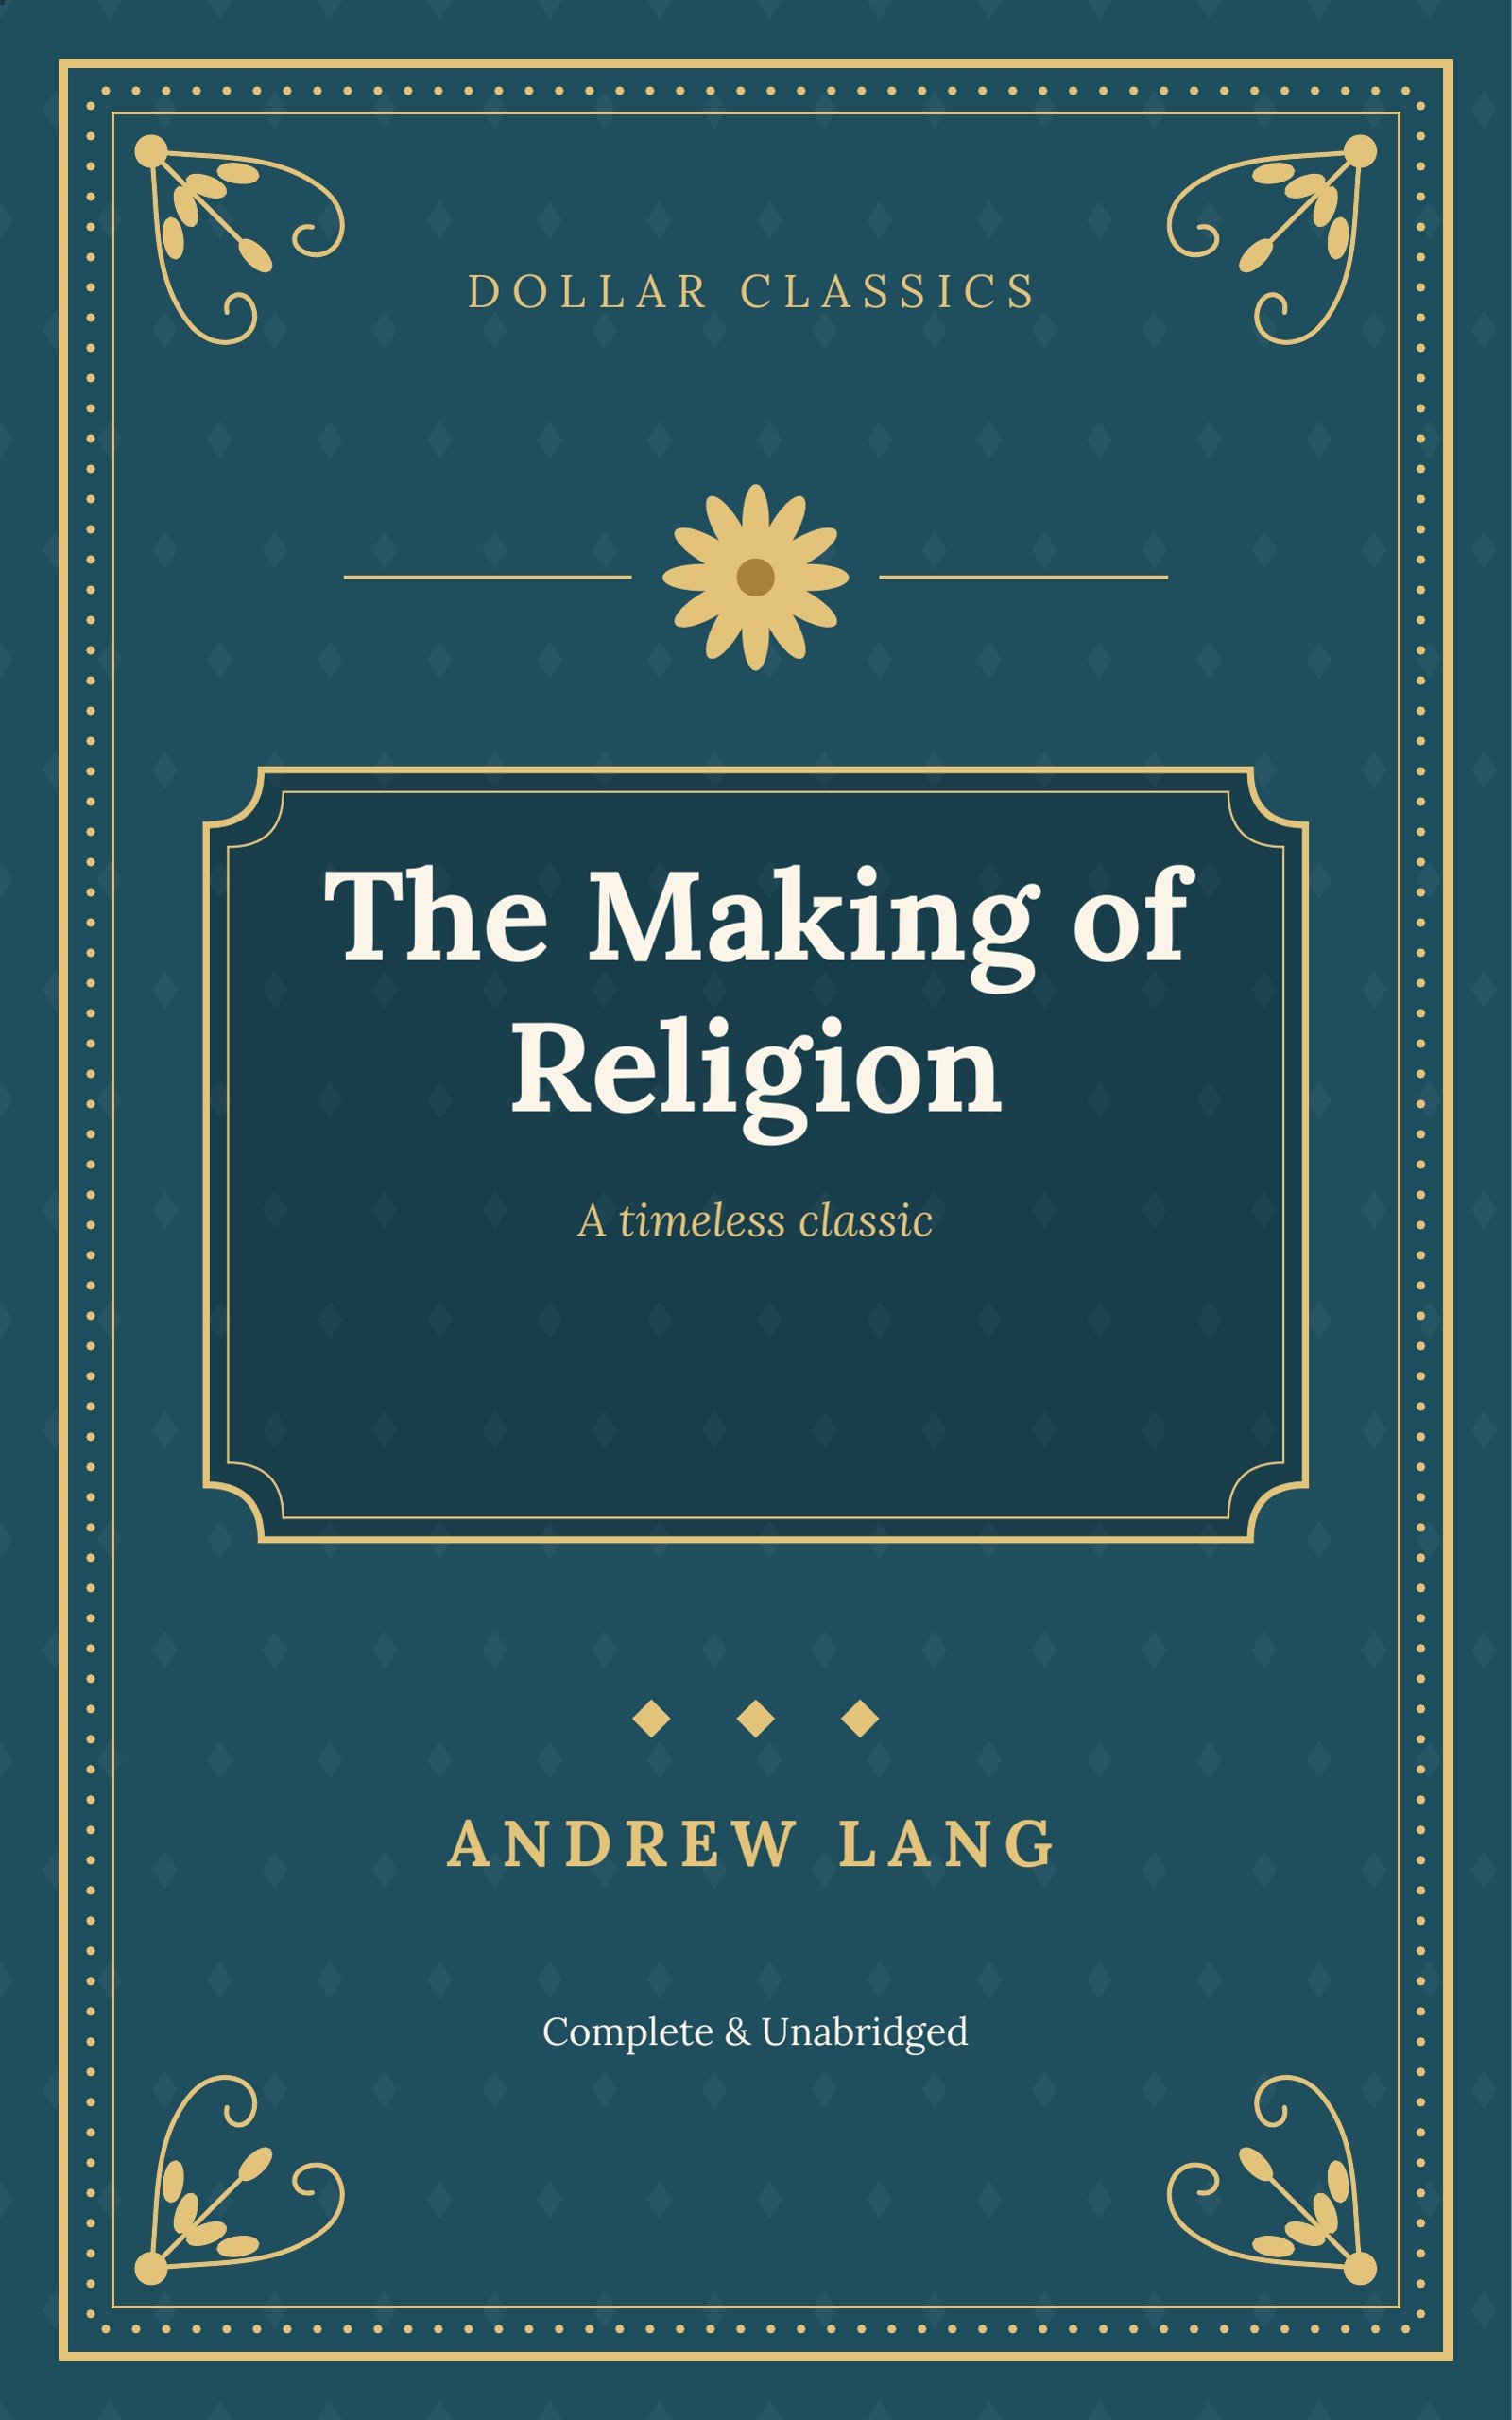 DOLLAR CLASSICS
The Making of
Religion
A timeless classic
ANDREW LANG
Complete & Unabridged